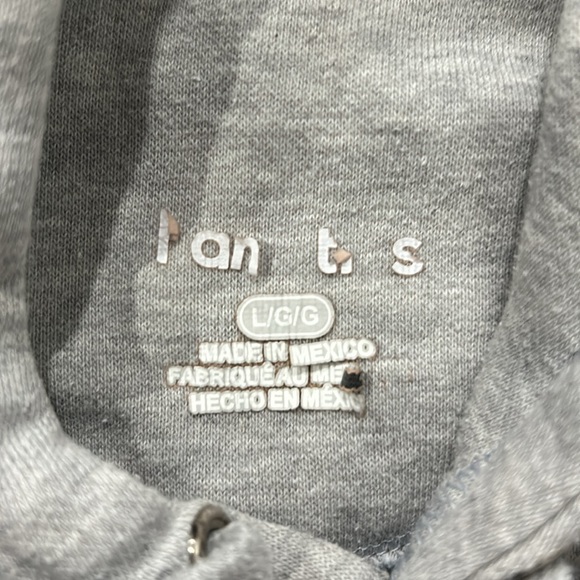 L/G/G
MADE IN MEXICO
FABRIQUÉ AU
HECHO EN